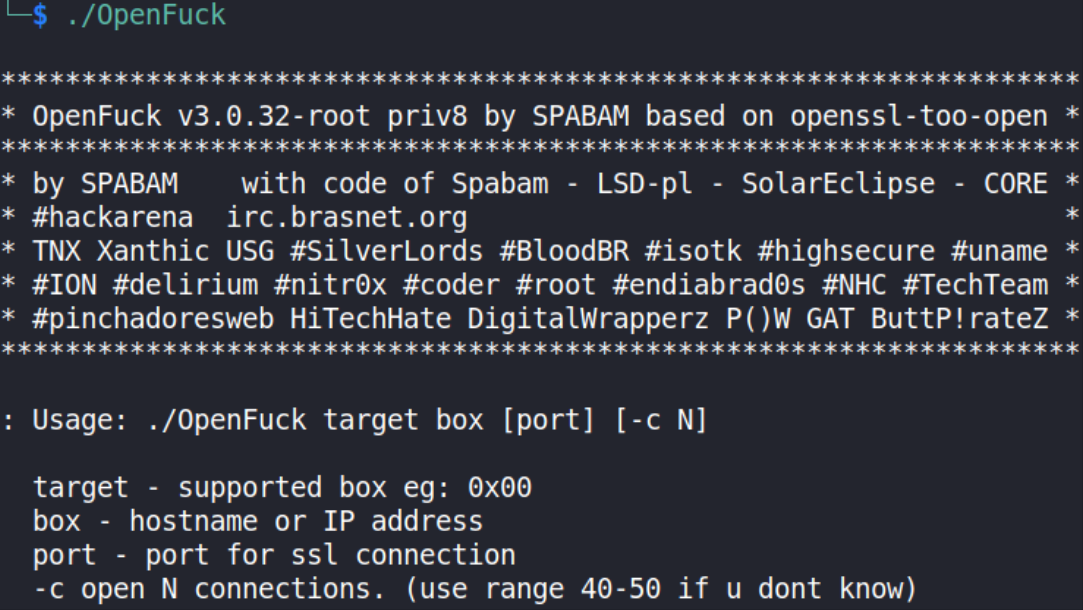 └─$ ./OpenFuck
*******************************************************************
* OpenFuck v3.0.32-root priv8 by SPABAM based on openssl-too-open *
*******************************************************************
* by SPABAM    with code of Spabam - LSD-pl - SolarEclipse - CORE *
* #hackarena  irc.brasnet.org                                     *
* TNX Xanthic USG #SilverLords #BloodBR #isotk #highsecure #uname *
* #ION #delirium #nitr0x #coder #root #endiabrad0s #NHC #TechTeam *
* #pinchadoresweb HiTechHate DigitalWrapperz P()W GAT ButtP!rateZ *
*******************************************************************
: Usage: ./OpenFuck target box [port] [-c N]
target - supported box eg: 0x00
box - hostname or IP address
port - port for ssl connection
-c open N connections. (use range 40-50 if u dont know)